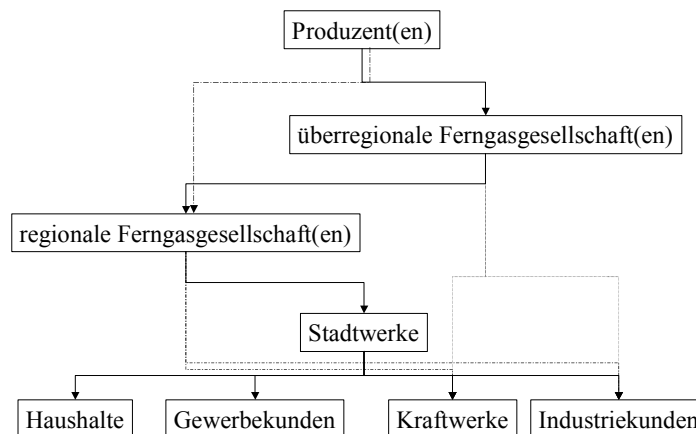 Produzent(en)
überregionale Ferngasgesellschaft(en)
regionale Ferngasgesellschaft(en)
Stadtwerke
Haushalte
Gewerbekunden
Kraftwerke
Industriekunden